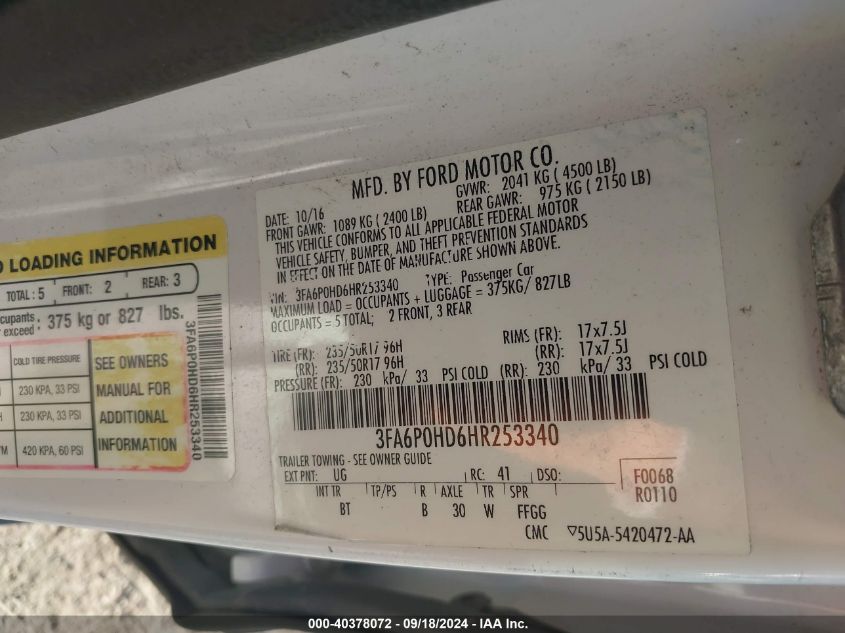 D LOADING INFORMATION
TOTAL: 5 FRONT: 2 REAR: 3
cupants 375 kg or 827 lbs.
exceed:
COLD TIRE PRESSURE
230 KPA, 33 PSI
230 KPA, 33 PSI
420 KPA, 60 PSI
SEE OWNERS
MANUAL FOR
ADDITIONAL
INFORMATION
3FA6P0HD6HR253340
MFD. BY FORD MOTOR CO.
DATE: 10/16 GVWR: 2041 KG ( 4500 LB)
FRONT GAWR: 1089 KG ( 2400 LB) REAR GAWR: 975 KG ( 2150 LB)
THIS VEHICLE CONFORMS TO ALL APPLICABLE FEDERAL MOTOR
VEHICLE SAFETY, BUMPER, AND THEFT PREVENTION STANDARDS
IN EFFECT ON THE DATE OF MANUFACTURE SHOWN ABOVE.
VIN: 3FA6P0HD6HR253340 TYPE: Passenger Car
MAXIMUM LOAD = OCCUPANTS + LUGGAGE = 375KG/ 827LB
OCCUPANTS = 5 TOTAL; 2 FRONT, 3 REAR
TIRE (FR): 235/50R17 96H RIMS (FR): 17x7.5J
(RR): 235/50R17 96H (RR): 17x7.5J
PRESSURE (FR): 230 kPa/ 33 PSI COLD (RR): 230 kPa/ 33 PSI COLD
3FA6P0HD6HR253340
TRAILER TOWING - SEE OWNER GUIDE
EXT PNT: UG RC: 41 DSO:
INT TR TP/PS R AXLE TR SPR
BT B 30 W FFGG
F0068
R0110
CMC ▽5U5A-5420472-AA
000-40378072 - 09/18/2024 - IAAI Inc.